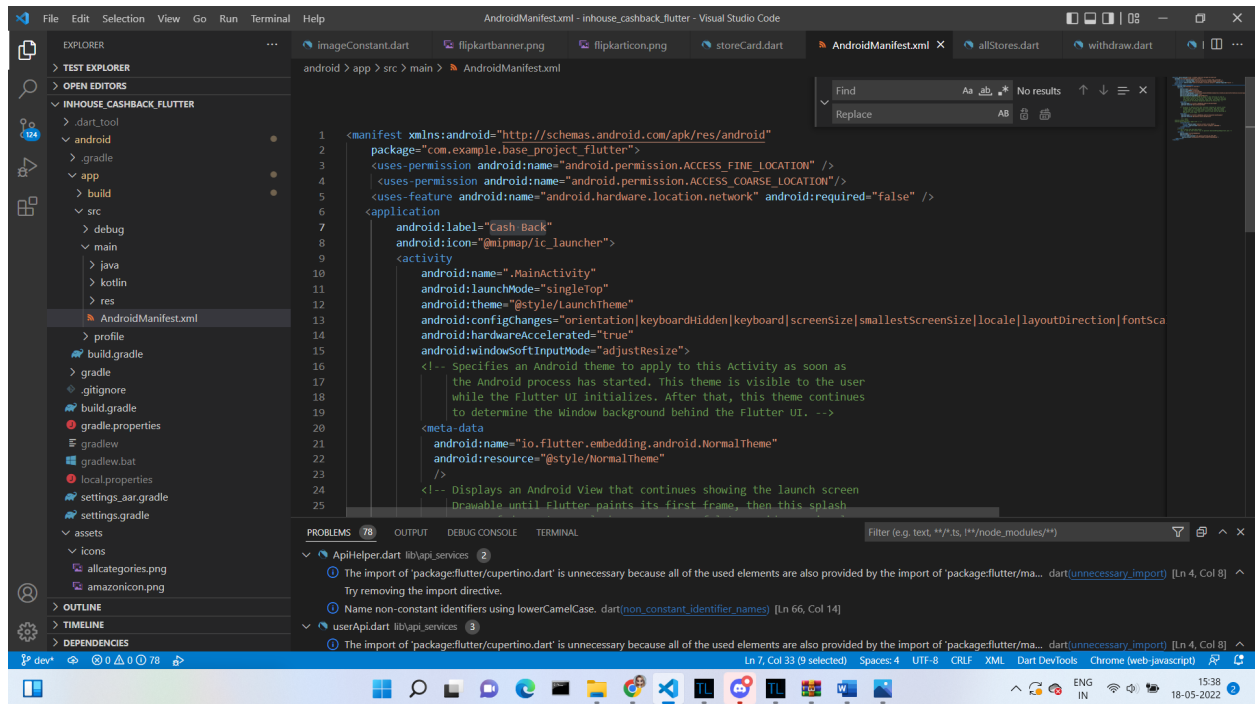 File Edit Selection View Go Run Terminal Help AndroidManifest.xml - inhouse_cashback_flutter - Visual Studio Code
EXPLORER
TEST EXPLORER
OPEN EDITORS
INHOUSE_CASHBACK_FLUTTER
.dart_tool
android
.gradle
app
build
src
debug
main
java
kotlin
res
AndroidManifest.xml
profile
build.gradle
gradle
.gitignore
build.gradle
gradle.properties
gradlew
gradlew.bat
local.properties
settings_aar.gradle
settings.gradle
assets
icons
allcategories.png
amazonicon.png
OUTLINE
TIMELINE
DEPENDENCIES
124
imageConstant.dart flipkartbanner.png flipkarticon.png storeCard.dart AndroidManifest.xml allStores.dart withdraw.dart
android > app > src > main > AndroidManifest.xml
Find Aa ab No results
Replace AB
1 <manifest xmlns:android="http://schemas.android.com/apk/res/android"
2 package="com.example.base_project_flutter">
3 <uses-permission android:name="android.permission.ACCESS_FINE_LOCATION" />
4 <uses-permission android:name="android.permission.ACCESS_COARSE_LOCATION"/>
5 <uses-feature android:name="android.hardware.location.network" android:required="false" />
6 <application
7 android:label="Cash Back"
8 android:icon="@mipmap/ic_launcher">
9 <activity
10 android:name=".MainActivity"
11 android:launchMode="singleTop"
12 android:theme="@style/LaunchTheme"
13 android:configChanges="orientation|keyboardHidden|keyboard|screenSize|smallestScreenSize|locale|layoutDirection|fontSca
14 android:hardwareAccelerated="true"
15 android:windowSoftInputMode="adjustResize">
16 <!-- Specifies an Android theme to apply to this Activity as soon as
17 the Android process has started. This theme is visible to the user
18 while the Flutter UI initializes. After that, this theme continues
19 to determine the Window background behind the Flutter UI. -->
20 <meta-data
21 android:name="io.flutter.embedding.android.NormalTheme"
22 android:resource="@style/NormalTheme"
23 />
24 <!-- Displays an Android View that continues showing the launch screen
25 Drawable until Flutter paints its first frame, then this splash
PROBLEMS 78 OUTPUT DEBUG CONSOLE TERMINAL Filter (e.g. text, **/*.ts, !**/node_modules/**)
ApiHelper.dart lib\api_services 2
The import of 'package:flutter/cupertino.dart' is unnecessary because all of the used elements are also provided by the import of 'package:flutter/ma... dart(unnecessary_import) [Ln 4, Col 8]
Try removing the import directive.
Name non-constant identifiers using lowerCamelCase. dart(non_constant_identifier_names) [Ln 66, Col 14]
userApi.dart lib\api_services 3
The import of 'package:flutter/cupertino.dart' is unnecessary because all of the used elements are also provided by the import of 'package:flutter/ma... dart(unnecessary_import) [Ln 4, Col 8]
dev* 0 0 78 Ln 7, Col 33 (9 selected) Spaces: 4 UTF-8 CRLF XML Dart DevTools Chrome (web-javascript)
TL TL ENG IN 15:38 18-05-2022 2